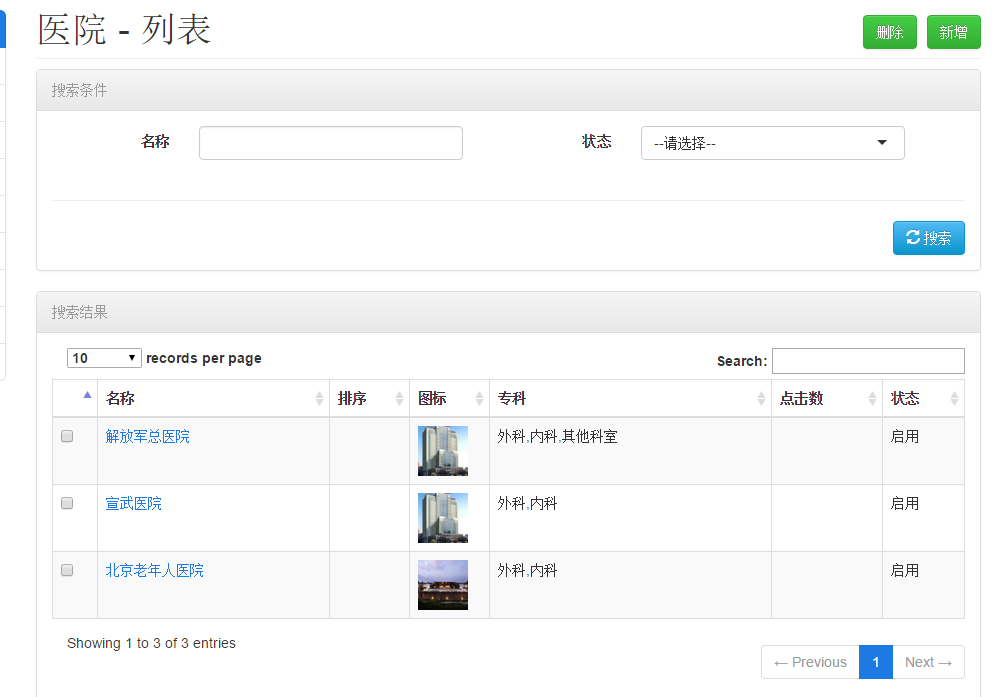 医院 - 列表
删除 新增
搜索条件
名称 状态 --请选择--
搜索
搜索结果
10 records per page
Search:
名称 排序 图标 专科 点击数 状态
解放军总医院 外科,内科,其他科室 启用
宣武医院 外科,内科 启用
北京老年人医院 外科,内科 启用
Showing 1 to 3 of 3 entries
← Previous 1 Next →